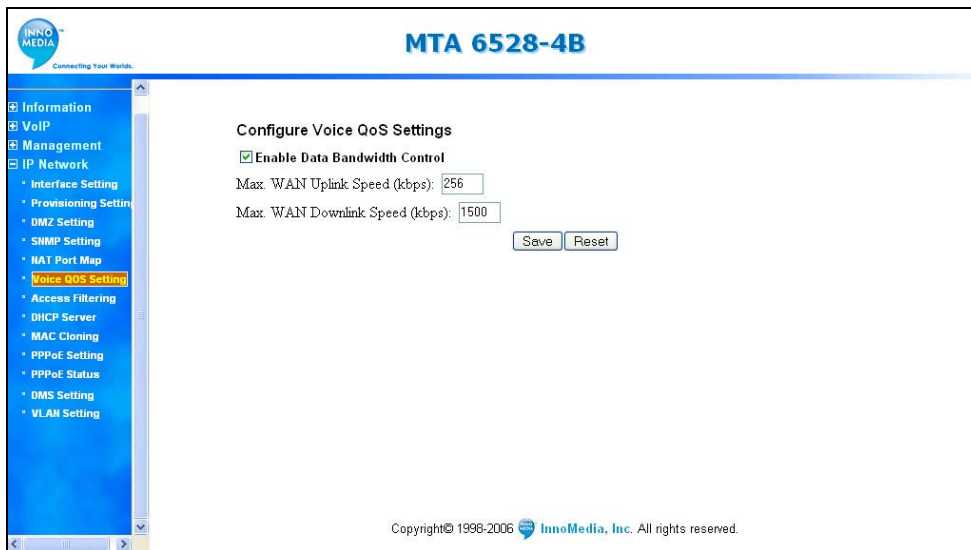 INNO
MEDIA
™
Connecting Your Worlds.
MTA 6528-4B
Information
VoIP
Management
IP Network
Interface Setting
Provisioning Settin
DMZ Setting
SNMP Setting
NAT Port Map
Voice QOS Setting
Access Filtering
DHCP Server
MAC Cloning
PPPoE Setting
PPPoE Status
DMS Setting
VLAN Setting
Configure Voice QoS Settings
Enable Data Bandwidth Control
Max. WAN Uplink Speed (kbps): 256
Max. WAN Downlink Speed (kbps): 1500
Save Reset
Copyright© 1998-2006 InnoMedia, Inc. All rights reserved.